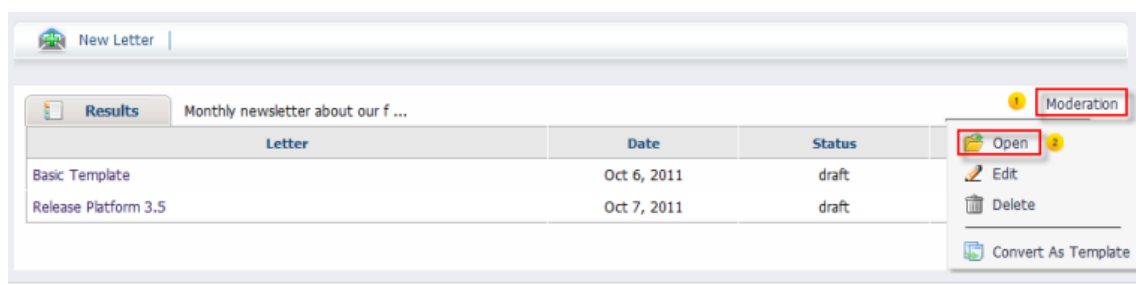 New Letter
Results Monthly newsletter about our f ... 1 Moderation
Letter Date Status
Open 2
Basic Template Oct 6, 2011 draft
Edit
Release Platform 3.5 Oct 7, 2011 draft
Delete
Convert As Template